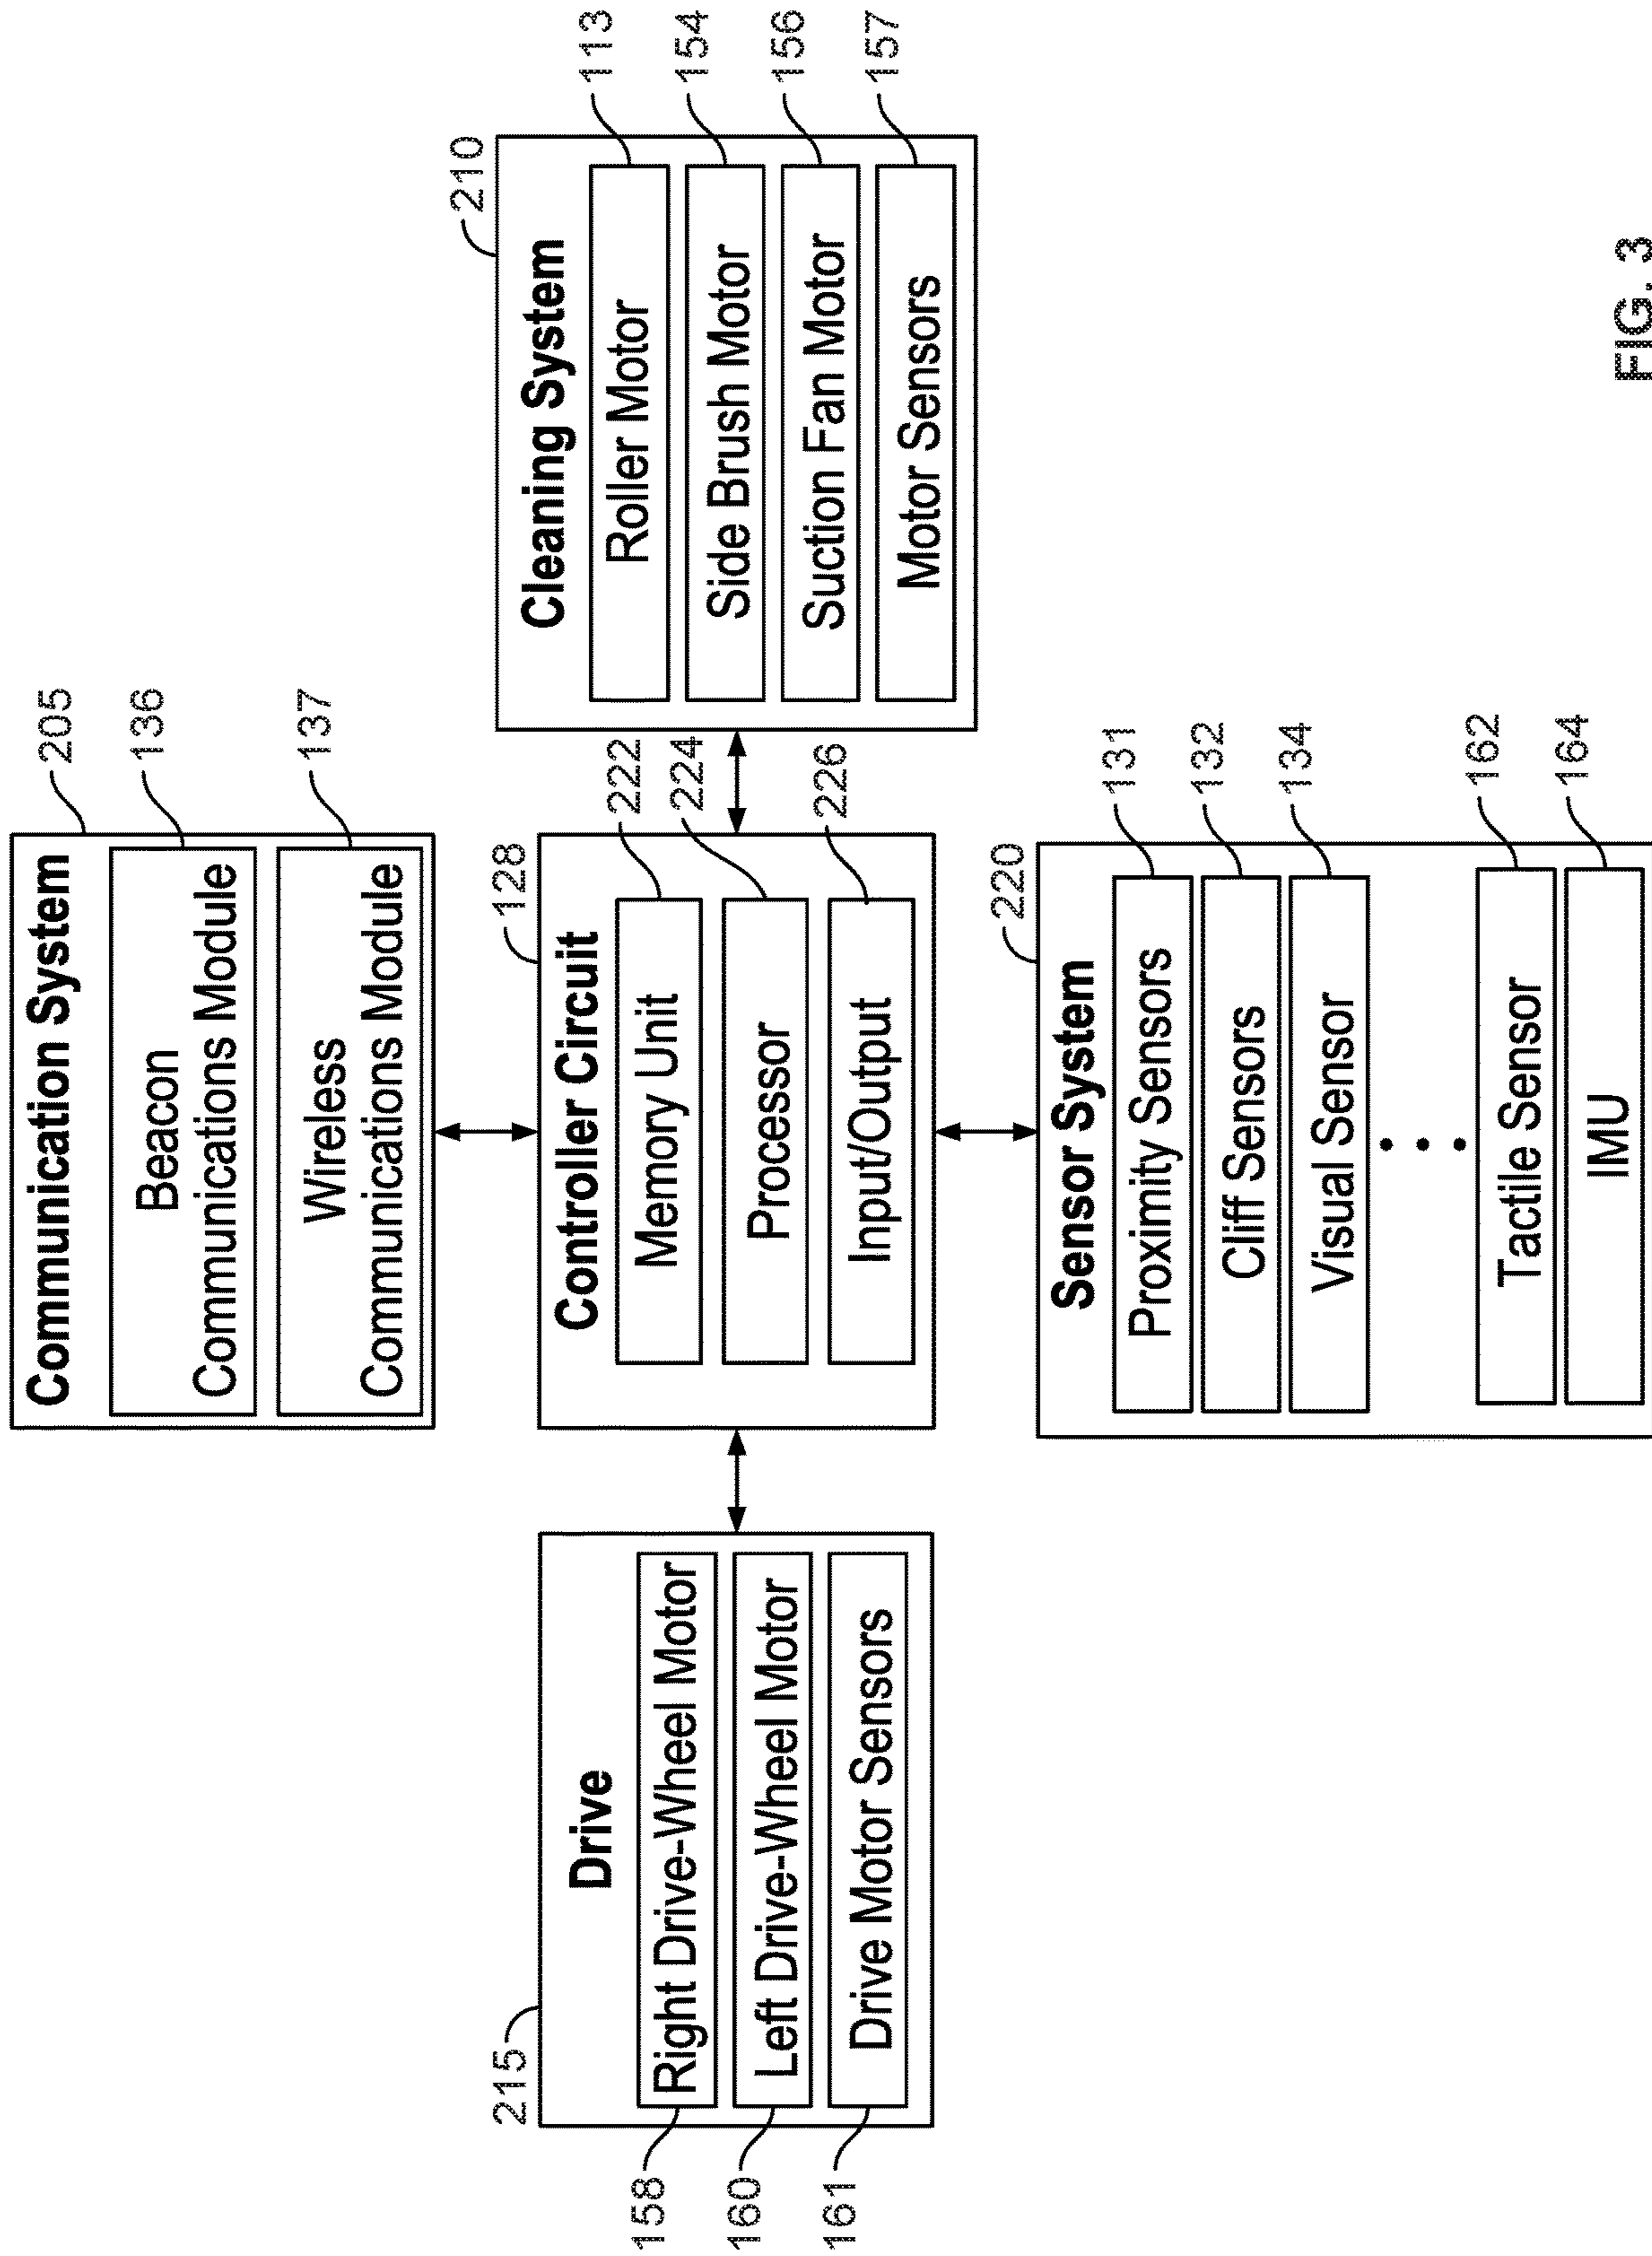 Communication System
205
Beacon
Communications Module
136
Wireless
Communications Module
137
Drive
215
Right Drive-Wheel Motor
158
Left Drive-Wheel Motor
160
Drive Motor Sensors
161
Controller Circuit
128
Memory Unit
222
Processor
224
Input/Output
226
Cleaning System
210
Roller Motor
113
Side Brush Motor
154
Suction Fan Motor
156
Motor Sensors
157
Sensor System
220
Proximity Sensors
131
Cliff Sensors
132
Visual Sensor
134
Tactile Sensor
162
IMU
164
FIG. 3